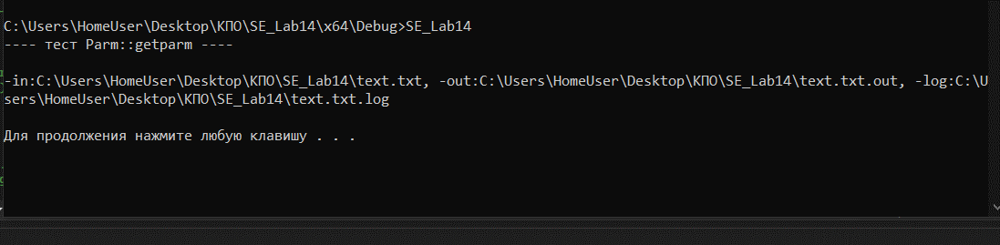 C:\Users\HomeUser\Desktop\КПО\SE_Lab14\x64\Debug>SE_Lab14
---- тест Parm::getparm ----
-in:C:\Users\HomeUser\Desktop\КПО\SE_Lab14\text.txt, -out:C:\Users\HomeUser\Desktop\КПО\SE_Lab14\text.txt.out, -log:C:\U
sers\HomeUser\Desktop\КПО\SE_Lab14\text.txt.log
Для продолжения нажмите любую клавишу . . .